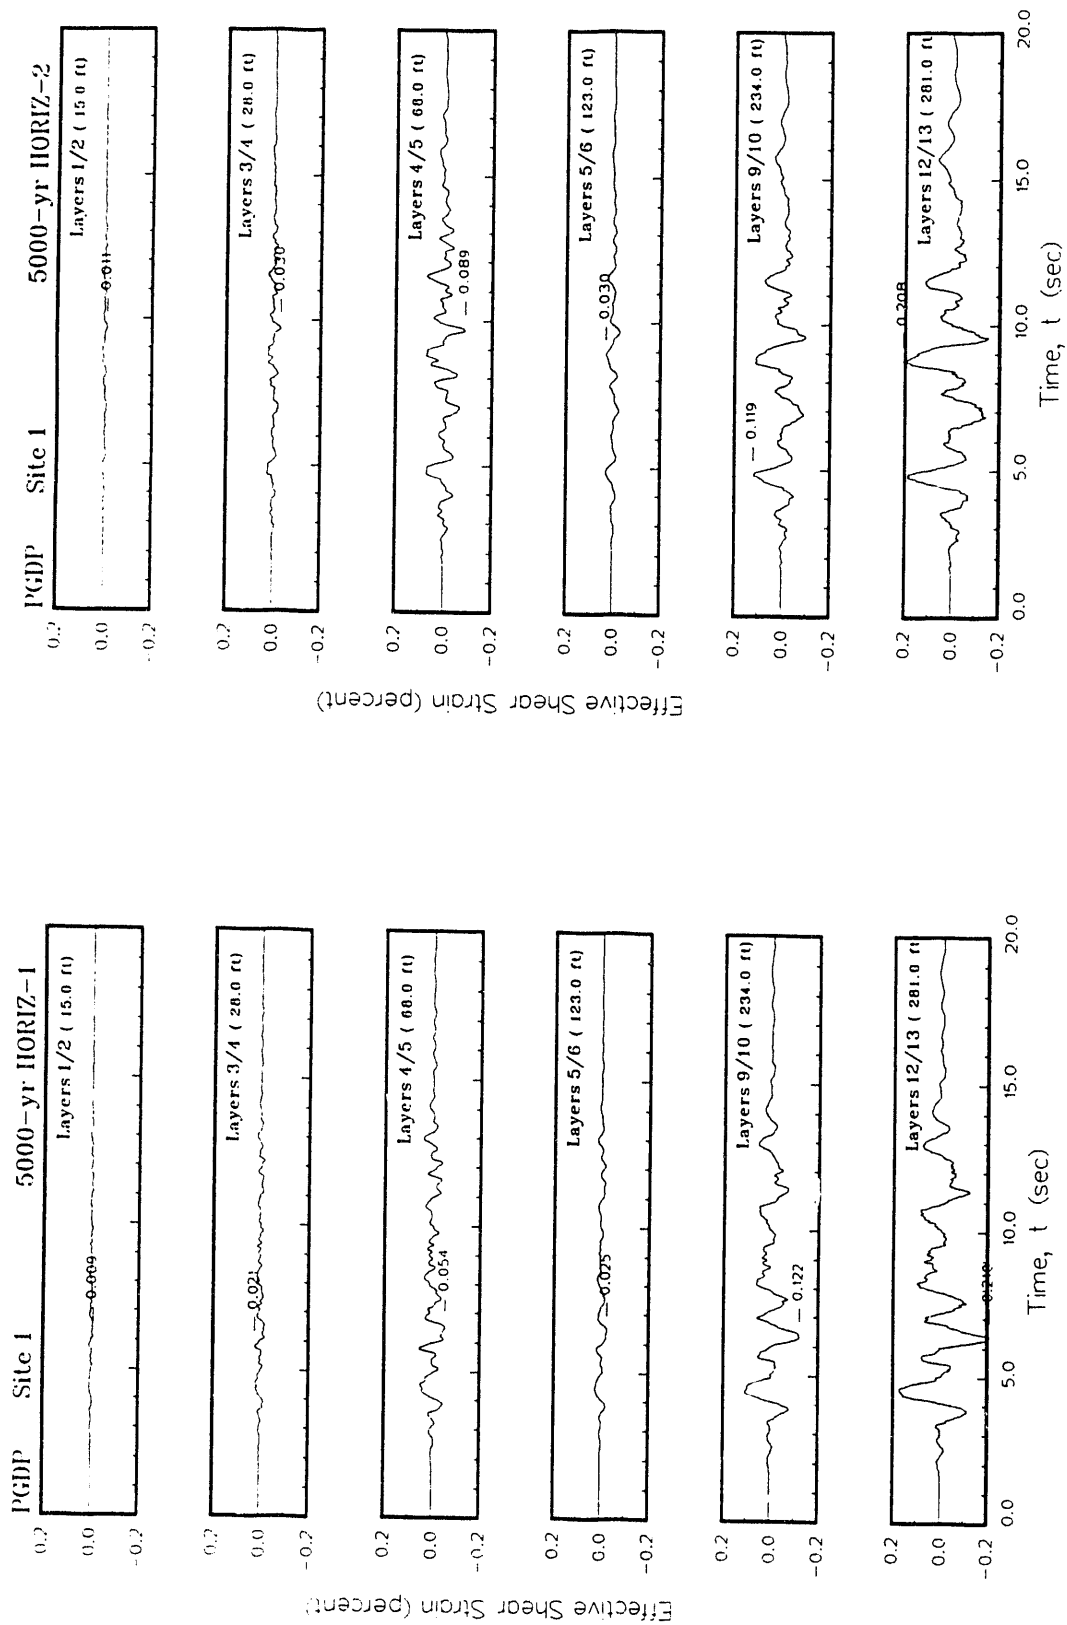 PGDP Site 1 5000-yr HORIZ-1
Layers 1/2 ( 15.0 ft)
0.2
0.0
-0.2
0.009
Layers 3/4 ( 28.0 ft)
0.2
0.0
-0.2
0.021
Layers 4/5 ( 68.0 ft)
0.2
0.0
-0.2
0.054
Layers 5/6 ( 123.0 ft)
0.2
0.0
-0.2
0.025
Layers 9/10 ( 234.0 ft)
0.2
0.0
-0.2
0.122
Layers 12/13 ( 281.0 ft
0.2
0.0
-0.2
0.0 5.0 10.0 15.0 20.0
Time, t (sec)
Effective Shear Strain (percent)
PGDP Site 1 5000-yr HORIZ-2
Layers 1/2 ( 15.0 ft)
0.2
0.0
-0.2
0.011
Layers 3/4 ( 28.0 ft)
0.2
0.0
-0.2
0.030
Layers 4/5 ( 68.0 ft)
0.2
0.0
-0.2
0.089
Layers 5/6 ( 123.0 ft)
0.2
0.0
-0.2
0.030
Layers 9/10 ( 234.0 ft)
0.2
0.0
-0.2
0.119
Layers 12/13 ( 281.0 ft
0.2
0.0
-0.2
0.208
0.0 5.0 10.0 15.0 20.0
Time, t (sec)
Effective Shear Strain (percent)